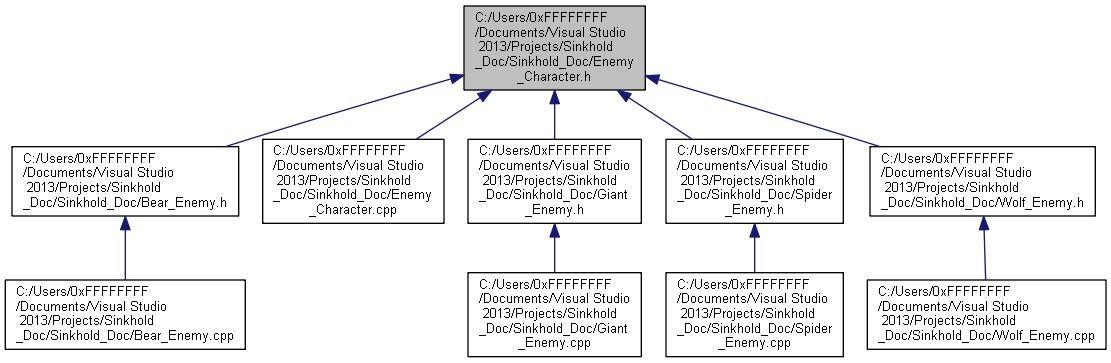 C:/Users/0xFFFFFFFF
/Documents/Visual Studio
2013/Projects/Sinkhold
_Doc/Sinkhold_Doc/Enemy
_Character.h
C:/Users/0xFFFFFFFF
/Documents/Visual Studio
2013/Projects/Sinkhold
_Doc/Sinkhold_Doc/Bear_Enemy.h
C:/Users/0xFFFFFFFF
/Documents/Visual Studio
2013/Projects/Sinkhold
_Doc/Sinkhold_Doc/Enemy
_Character.cpp
C:/Users/0xFFFFFFFF
/Documents/Visual Studio
2013/Projects/Sinkhold
_Doc/Sinkhold_Doc/Giant
_Enemy.h
C:/Users/0xFFFFFFFF
/Documents/Visual Studio
2013/Projects/Sinkhold
_Doc/Sinkhold_Doc/Spider
_Enemy.h
C:/Users/0xFFFFFFFF
/Documents/Visual Studio
2013/Projects/Sinkhold
_Doc/Sinkhold_Doc/Wolf_Enemy.h
C:/Users/0xFFFFFFFF
/Documents/Visual Studio
2013/Projects/Sinkhold
_Doc/Sinkhold_Doc/Bear_Enemy.cpp
C:/Users/0xFFFFFFFF
/Documents/Visual Studio
2013/Projects/Sinkhold
_Doc/Sinkhold_Doc/Giant
_Enemy.cpp
C:/Users/0xFFFFFFFF
/Documents/Visual Studio
2013/Projects/Sinkhold
_Doc/Sinkhold_Doc/Spider
_Enemy.cpp
C:/Users/0xFFFFFFFF
/Documents/Visual Studio
2013/Projects/Sinkhold
_Doc/Sinkhold_Doc/Wolf_Enemy.cpp